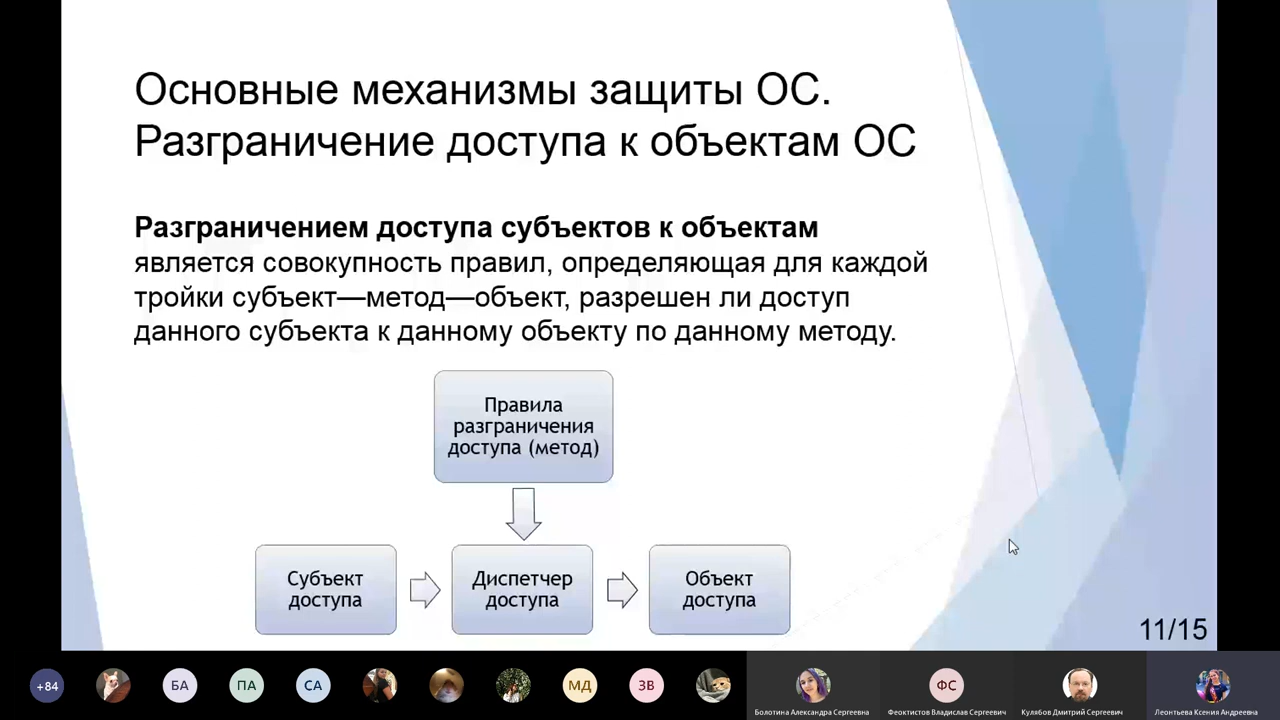 Основные механизмы защиты ОС.
Разграничение доступа к объектам ОС
Разграничением доступа субъектов к объектам
является совокупность правил, определяющая для каждой
тройки субъект—метод—объект, разрешен ли доступ
данного субъекта к данному объекту по данному методу.
Правила
разграничения
доступа (метод)
Субъект
доступа
Диспетчер
доступа
Объект
доступа
11/15
+84
БА
ПА
СА
МД
ЗВ
ФС
Болотина Александра Сергеевна
Феоктистов Владислав Сергеевич
Кулябов Дмитрий Сергеевич
Леонтьева Ксения Андреевна